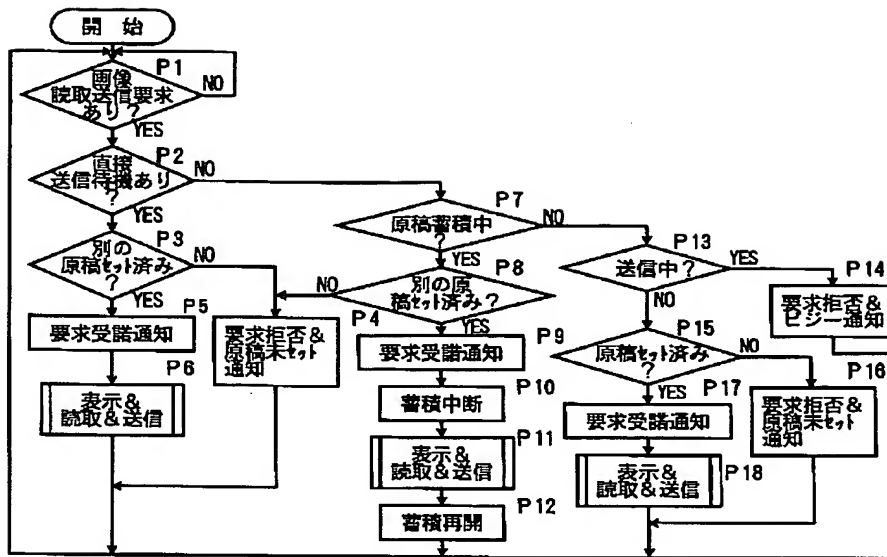 開 始
P1
画像
読取送信要求
あり?
NO
YES
P2
直接
送信待機あり
?
NO
YES
P3
別の
原稿セット済み
?
NO
YES
P5
要求受諾通知
P6
表示&
読取&送信
P4
要求拒否&
原稿未セット
通知
P7
原稿蓄積中
?
NO
YES
P8
別の原
稿セット済み?
NO
YES
P9
要求受諾通知
P10
蓄積中断
P11
表示&
読取&送信
P12
蓄積再開
P13
送信中?
YES
NO
P14
要求拒否&
ビジー通知
P15
原稿セット済み
?
NO
YES
P16
要求拒否&
原稿未セット
通知
P17
要求受諾通知
P18
表示&
読取&送信